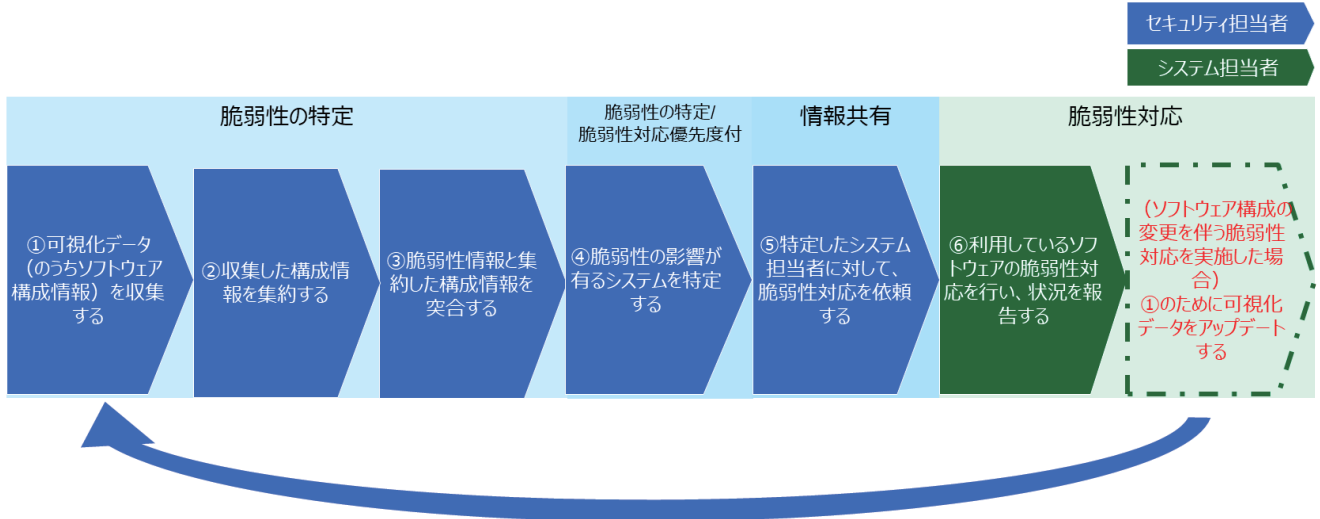 セキュリティ担当者
システム担当者
脆弱性の特定
脆弱性の特定/
脆弱性対応優先度付
情報共有
脆弱性対応
①可視化データ
（のうちソフトウェア
構成情報）を収集
する
②収集した構成情
報を集約する
③脆弱性情報と集
約した構成情報を
突合する
④脆弱性の影響が
有るシステムを特定
する
⑤特定したシステム
担当者に対して、
脆弱性対応を依頼
する
⑥利用しているソフ
トウェアの脆弱性対
応を行い、状況を報
告する
（ソフトウェア構成の
変更を伴う脆弱性
対応を実施した場
合）
①のために可視化
データをアップデート
する